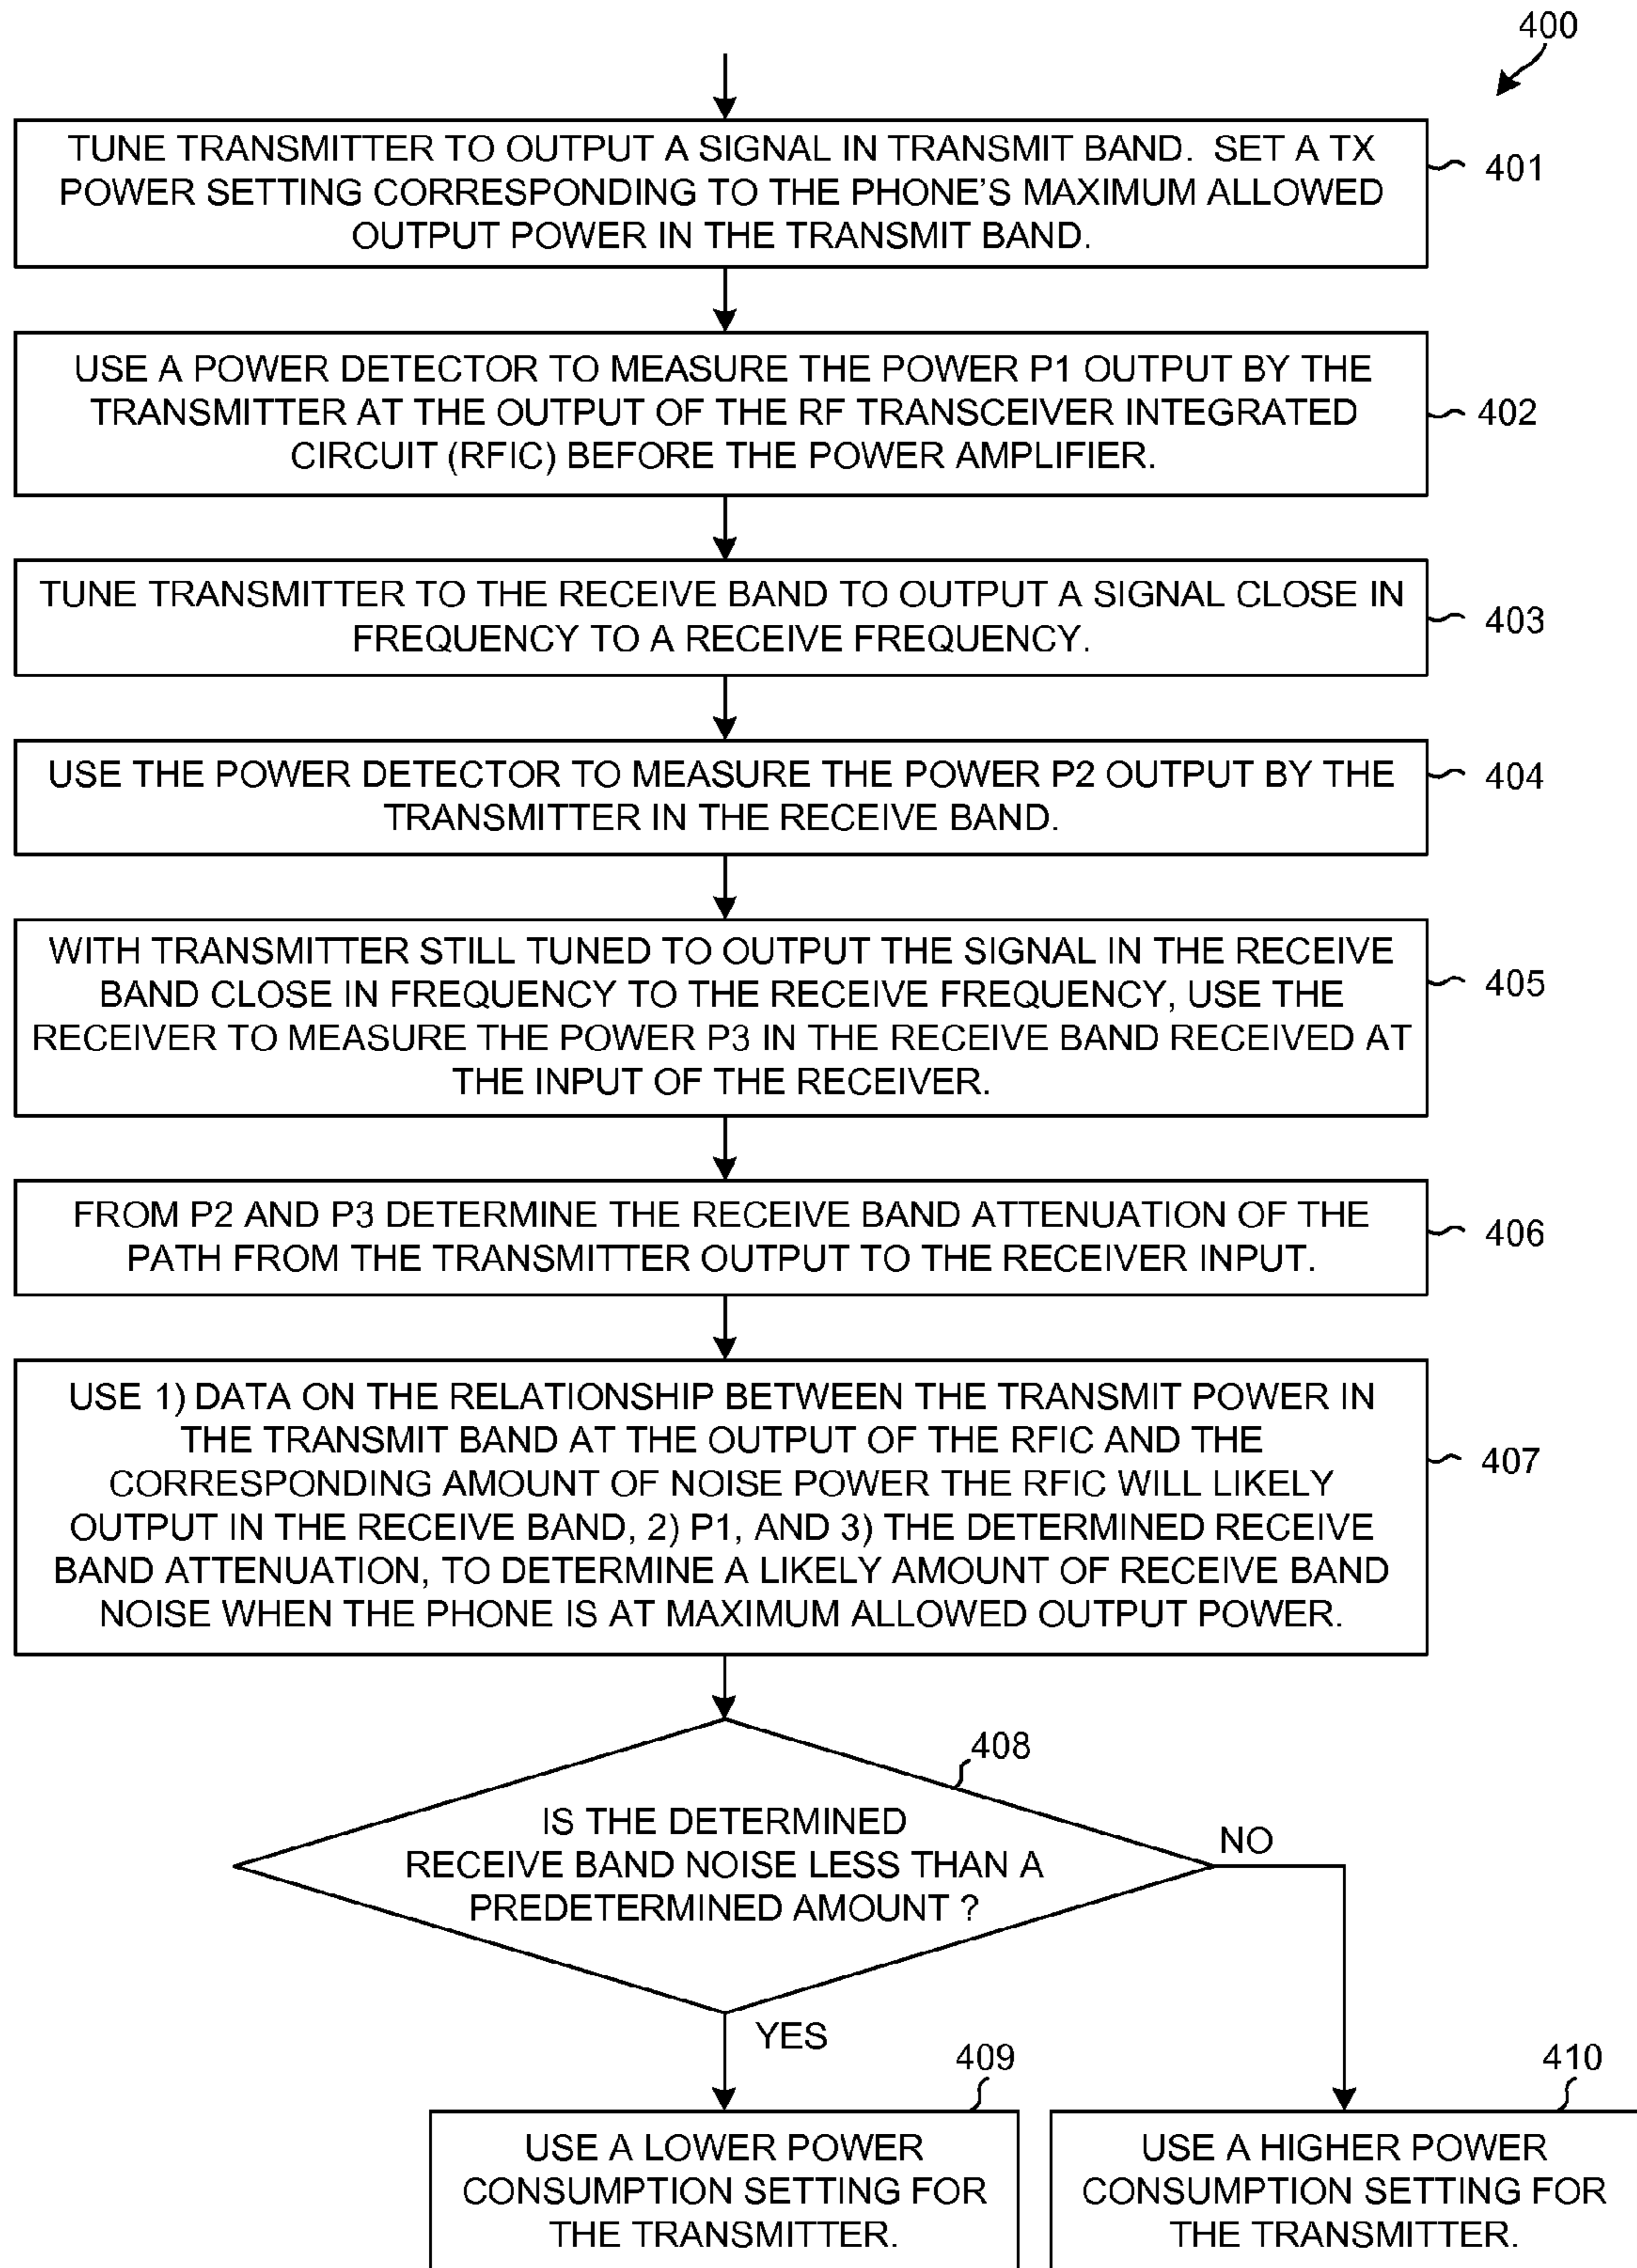 400
TUNE TRANSMITTER TO OUTPUT A SIGNAL IN TRANSMIT BAND. SET A TX
POWER SETTING CORRESPONDING TO THE PHONE'S MAXIMUM ALLOWED
OUTPUT POWER IN THE TRANSMIT BAND.
401
USE A POWER DETECTOR TO MEASURE THE POWER P1 OUTPUT BY THE
TRANSMITTER AT THE OUTPUT OF THE RF TRANSCEIVER INTEGRATED
CIRCUIT (RFIC) BEFORE THE POWER AMPLIFIER.
402
TUNE TRANSMITTER TO THE RECEIVE BAND TO OUTPUT A SIGNAL CLOSE IN
FREQUENCY TO A RECEIVE FREQUENCY.
403
USE THE POWER DETECTOR TO MEASURE THE POWER P2 OUTPUT BY THE
TRANSMITTER IN THE RECEIVE BAND.
404
WITH TRANSMITTER STILL TUNED TO OUTPUT THE SIGNAL IN THE RECEIVE
BAND CLOSE IN FREQUENCY TO THE RECEIVE FREQUENCY, USE THE
RECEIVER TO MEASURE THE POWER P3 IN THE RECEIVE BAND RECEIVED AT
THE INPUT OF THE RECEIVER.
405
FROM P2 AND P3 DETERMINE THE RECEIVE BAND ATTENUATION OF THE
PATH FROM THE TRANSMITTER OUTPUT TO THE RECEIVER INPUT.
406
USE 1) DATA ON THE RELATIONSHIP BETWEEN THE TRANSMIT POWER IN
THE TRANSMIT BAND AT THE OUTPUT OF THE RFIC AND THE
CORRESPONDING AMOUNT OF NOISE POWER THE RFIC WILL LIKELY
OUTPUT IN THE RECEIVE BAND, 2) P1, AND 3) THE DETERMINED RECEIVE
BAND ATTENUATION, TO DETERMINE A LIKELY AMOUNT OF RECEIVE BAND
NOISE WHEN THE PHONE IS AT MAXIMUM ALLOWED OUTPUT POWER.
407
408
IS THE DETERMINED
RECEIVE BAND NOISE LESS THAN A
PREDETERMINED AMOUNT ?
NO
YES
409
USE A LOWER POWER
CONSUMPTION SETTING FOR
THE TRANSMITTER.
410
USE A HIGHER POWER
CONSUMPTION SETTING FOR
THE TRANSMITTER.